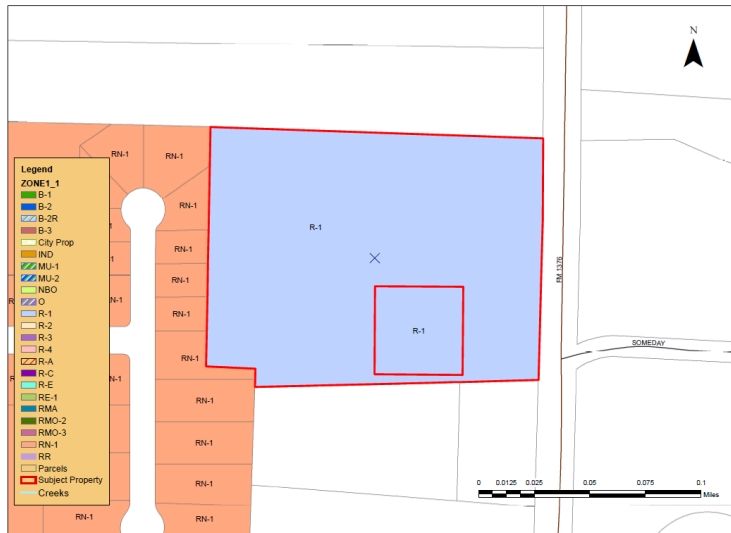 N
RN-1
RN-1
RN-1
RN-1
RN-1
RN-1
RN-1
RN-1
RN-1
RN-1
RN-1
RN-1
RN-1
RN-1
R-1
R-1
FM 1376
SOMEDAY
Legend
ZONE1_1
B-1
B-2
B-2R
B-3
City Prop
IND
MU-1
MU-2
NBO
O
R-1
R-2
R-3
R-4
R-A
R-C
R-E
RE-1
RMA
RMO-2
RMO-3
RN-1
RR
Parcels
Subject Property
Creeks
0 0.0125 0.025 0.05 0.075 0.1
Miles